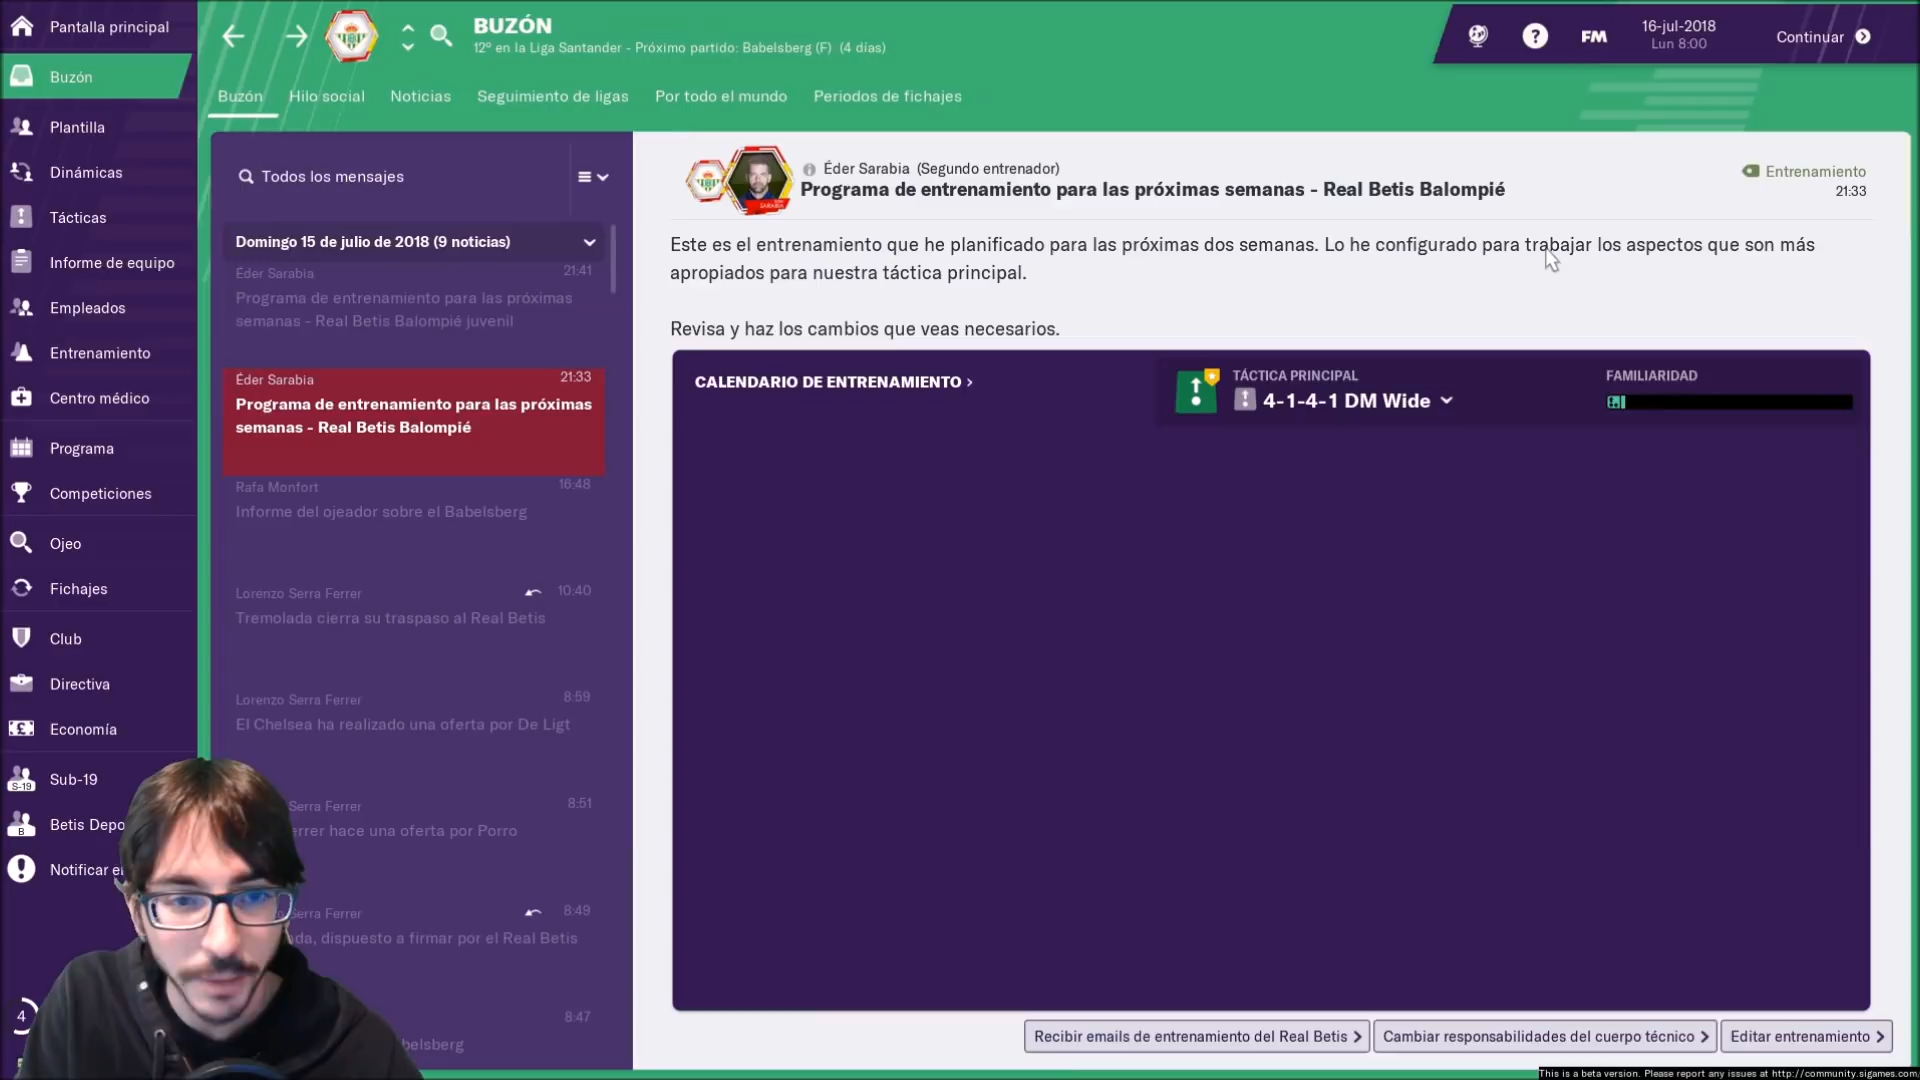 Pantalla principal
Buzón
Plantilla
Dinámicas
Tácticas
Informe de equipo
Empleados
Entrenamiento
Centro médico
Programa
Competiciones
Ojeo
Fichajes
Club
Directiva
Economía
Sub-19
Betis Depo
Notificar e
S-19
B
4
BUZÓN
12º en la Liga Santander - Próximo partido: Babelsberg (F) (4 días)
FM
16-jul-2018
Lun 8:00
Continuar
Buzón
Hilo social
Noticias
Seguimiento de ligas
Por todo el mundo
Periodos de fichajes
Todos los mensajes
Domingo 15 de julio de 2018 (9 noticias)
Éder Sarabia 21:41
Programa de entrenamiento para las próximas
semanas - Real Betis Balompié juvenil
Éder Sarabia 21:33
Programa de entrenamiento para las próximas
semanas - Real Betis Balompié
Rafa Monfort 16:48
Informe del ojeador sobre el Babelsberg
Lorenzo Serra Ferrer 10:40
Tremolada cierra su traspaso al Real Betis
Lorenzo Serra Ferrer 8:59
El Chelsea ha realizado una oferta por De Ligt
Serra Ferrer 8:51
errer hace una oferta por Porro
Serra Ferrer 8:49
da, dispuesto a firmar por el Real Betis
8:47
belsberg
Éder Sarabia (Segundo entrenador)
Programa de entrenamiento para las próximas semanas - Real Betis Balompié
Entrenamiento
21:33
SARABIA
Este es el entrenamiento que he planificado para las próximas dos semanas. Lo he configurado para trabajar los aspectos que son más
apropiados para nuestra táctica principal.
Revisa y haz los cambios que veas necesarios.
CALENDARIO DE ENTRENAMIENTO
TÁCTICA PRINCIPAL
4-1-4-1 DM Wide
FAMILIARIDAD
Recibir emails de entrenamiento del Real Betis
Cambiar responsabilidades del cuerpo técnico
Editar entrenamiento
This is a beta version. Please report any issues at http://community.sigames.com